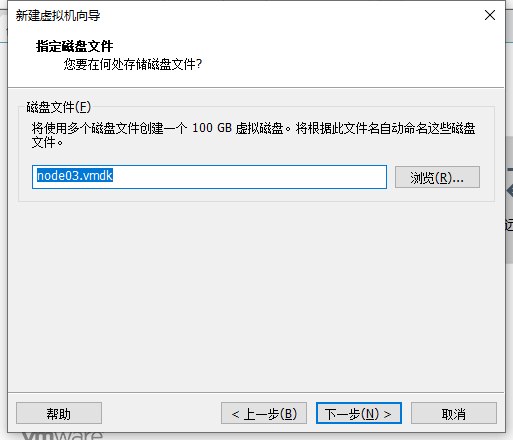 新建虚拟机向导
指定磁盘文件
您要在何处存储磁盘文件?
磁盘文件(F)
将使用多个磁盘文件创建一个 100 GB 虚拟磁盘。将根据此文件名自动命名这些磁盘
文件。
node03.vmdk
浏览(R)...
帮助
< 上一步(B)
下一步(N) >
取消
vmware